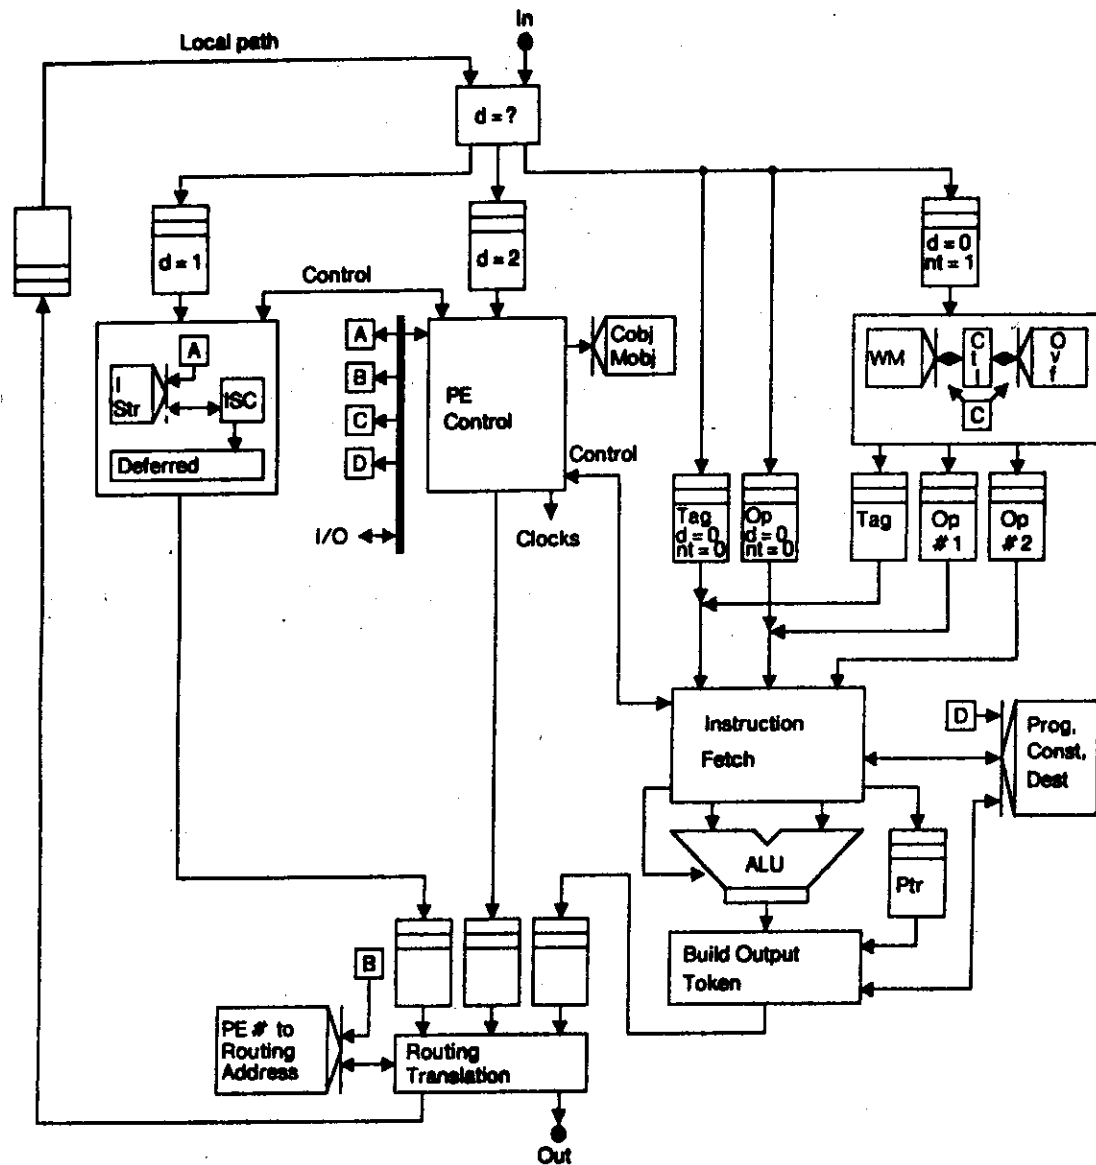 In
Local path
d = ?
d = 1
d = 2
d = 0
nt = 1
Control
A
I
Str
ISC
Deferred
A
B
C
D
I/O
PE
Control
Cobj
Mobj
Control
Clocks
WM
C
t
l
O
v
f
C
Tag
d = 0
nt = 0
Op
d = 0
nt = 0
Tag
Op
# 1
Op
# 2
Instruction
Fetch
D
Prog,
Const,
Dest
ALU
Ptr
Build Output
Token
B
PE # to
Routing
Address
Routing
Translation
Out